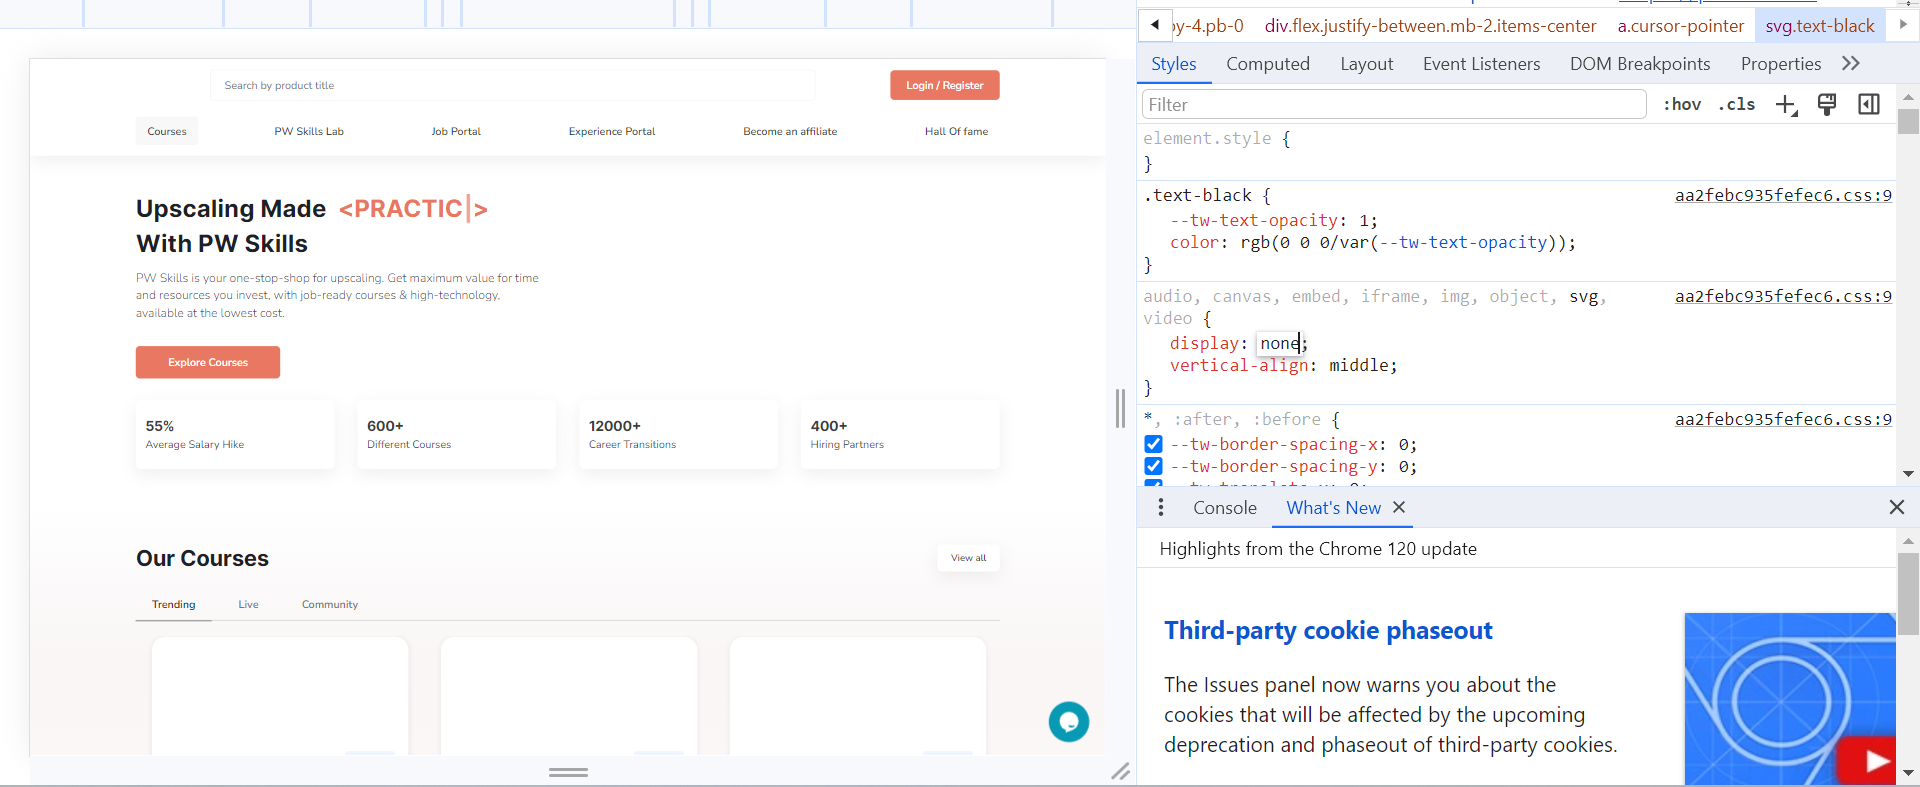 Search by product title
Login / Register
Courses
PW Skills Lab
Job Portal
Experience Portal
Become an affiliate
Hall Of fame
Upscaling Made <PRACTIC|>
With PW Skills
PW Skills is your one-stop-shop for upscaling. Get maximum value for time
and resources you invest, with job-ready courses & high-technology,
available at the lowest cost.
Explore Courses
55%
Average Salary Hike
600+
Different Courses
12000+
Career Transitions
400+
Hiring Partners
Our Courses
View all
Trending
Live
Community
py-4.pb-0 div.flex.justify-between.mb-2.items-center a.cursor-pointer svg.text-black
Styles Computed Layout Event Listeners DOM Breakpoints Properties
Filter
:hov .cls
element.style {
}
.text-black {
aa2febc935fefec6.css:9
--tw-text-opacity: 1;
color: rgb(0 0 0/var(--tw-text-opacity));
}
audio, canvas, embed, iframe, img, object, svg,
aa2febc935fefec6.css:9
video {
display: none;
vertical-align: middle;
}
*, :after, :before {
aa2febc935fefec6.css:9
--tw-border-spacing-x: 0;
--tw-border-spacing-y: 0;
Console What's New
Highlights from the Chrome 120 update
Third-party cookie phaseout
The Issues panel now warns you about the
cookies that will be affected by the upcoming
deprecation and phaseout of third-party cookies.